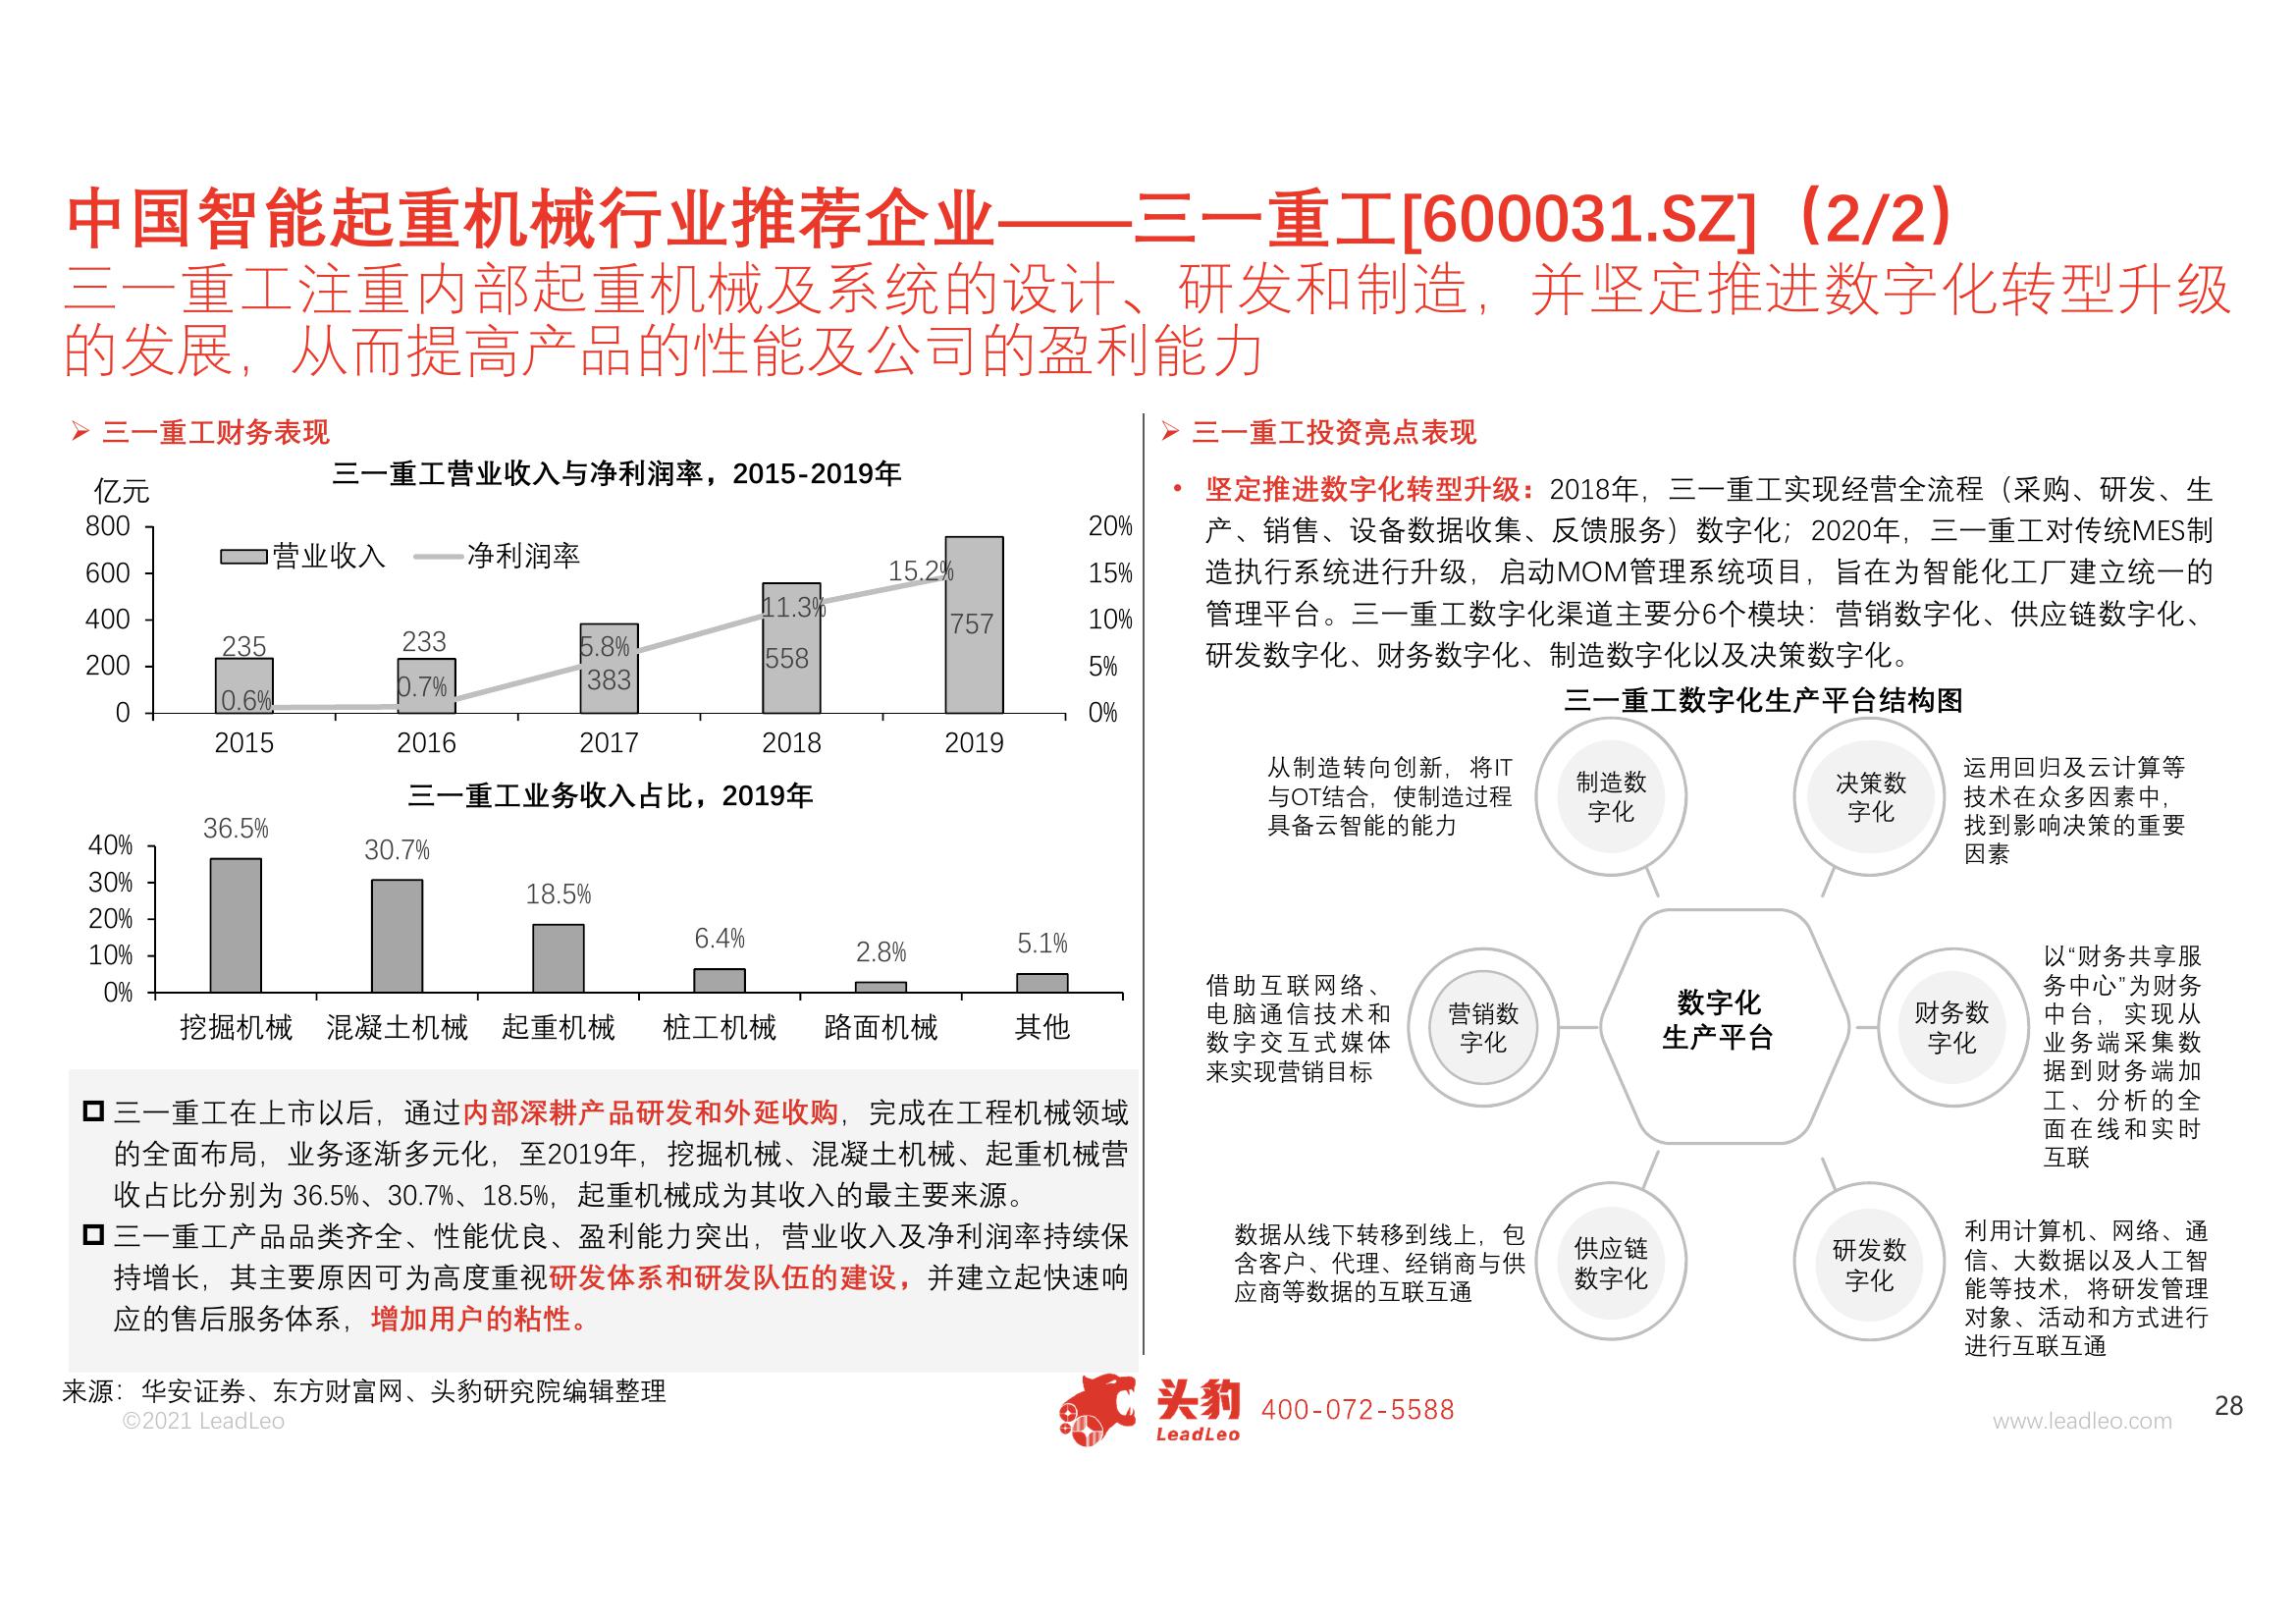 中国智能起重机械行业推荐企业——三一重工[600031.SZ]（2/2）
三一重工注重内部起重机械及系统的设计、研发和制造，并坚定推进数字化转型升级
的发展，从而提高产品的性能及公司的盈利能力
三一重工财务表现
三一重工营业收入与净利润率，2015-2019年
亿元
800
600
400
200
0
20%
15%
10%
5%
0%
营业收入
净利润率
235
233
383
558
757
0.6%
0.7%
5.8%
11.3%
15.2%
2015
2016
2017
2018
2019
三一重工业务收入占比，2019年
40%
30%
20%
10%
0%
36.5%
30.7%
18.5%
6.4%
2.8%
5.1%
挖掘机械
混凝土机械
起重机械
桩工机械
路面机械
其他
三一重工在上市以后，通过内部深耕产品研发和外延收购，完成在工程机械领域
的全面布局，业务逐渐多元化，至2019年，挖掘机械、混凝土机械、起重机械营
收占比分别为 36.5%、30.7%、18.5%，起重机械成为其收入的最主要来源。
三一重工产品品类齐全、性能优良、盈利能力突出，营业收入及净利润率持续保
持增长，其主要原因可为高度重视研发体系和研发队伍的建设，并建立起快速响
应的售后服务体系，增加用户的粘性。
三一重工投资亮点表现
• 坚定推进数字化转型升级：2018年，三一重工实现经营全流程（采购、研发、生
产、销售、设备数据收集、反馈服务）数字化；2020年，三一重工对传统MES制
造执行系统进行升级，启动MOM管理系统项目，旨在为智能化工厂建立统一的
管理平台。三一重工数字化渠道主要分6个模块：营销数字化、供应链数字化、
研发数字化、财务数字化、制造数字化以及决策数字化。
三一重工数字化生产平台结构图
从制造转向创新，将IT
与OT结合，使制造过程
具备云智能的能力
制造数
字化
决策数
字化
运用回归及云计算等
技术在众多因素中，
找到影响决策的重要
因素
借助互联网络、
电脑通信技术和
数字交互式媒体
来实现营销目标
营销数
字化
数字化
生产平台
财务数
字化
以“财务共享服
务中心”为财务
中台，实现从
业务端采集数
据到财务端加
工、分析的全
面在线和实时
互联
数据从线下转移到线上，包
含客户、代理、经销商与供
应商等数据的互联互通
供应链
数字化
研发数
字化
利用计算机、网络、通
信、大数据以及人工智
能等技术，将研发管理
对象、活动和方式进行
进行互联互通
来源：华安证券、东方财富网、头豹研究院编辑整理
©2021 LeadLeo
头豹
LeadLeo
400-072-5588
www.leadleo.com
28